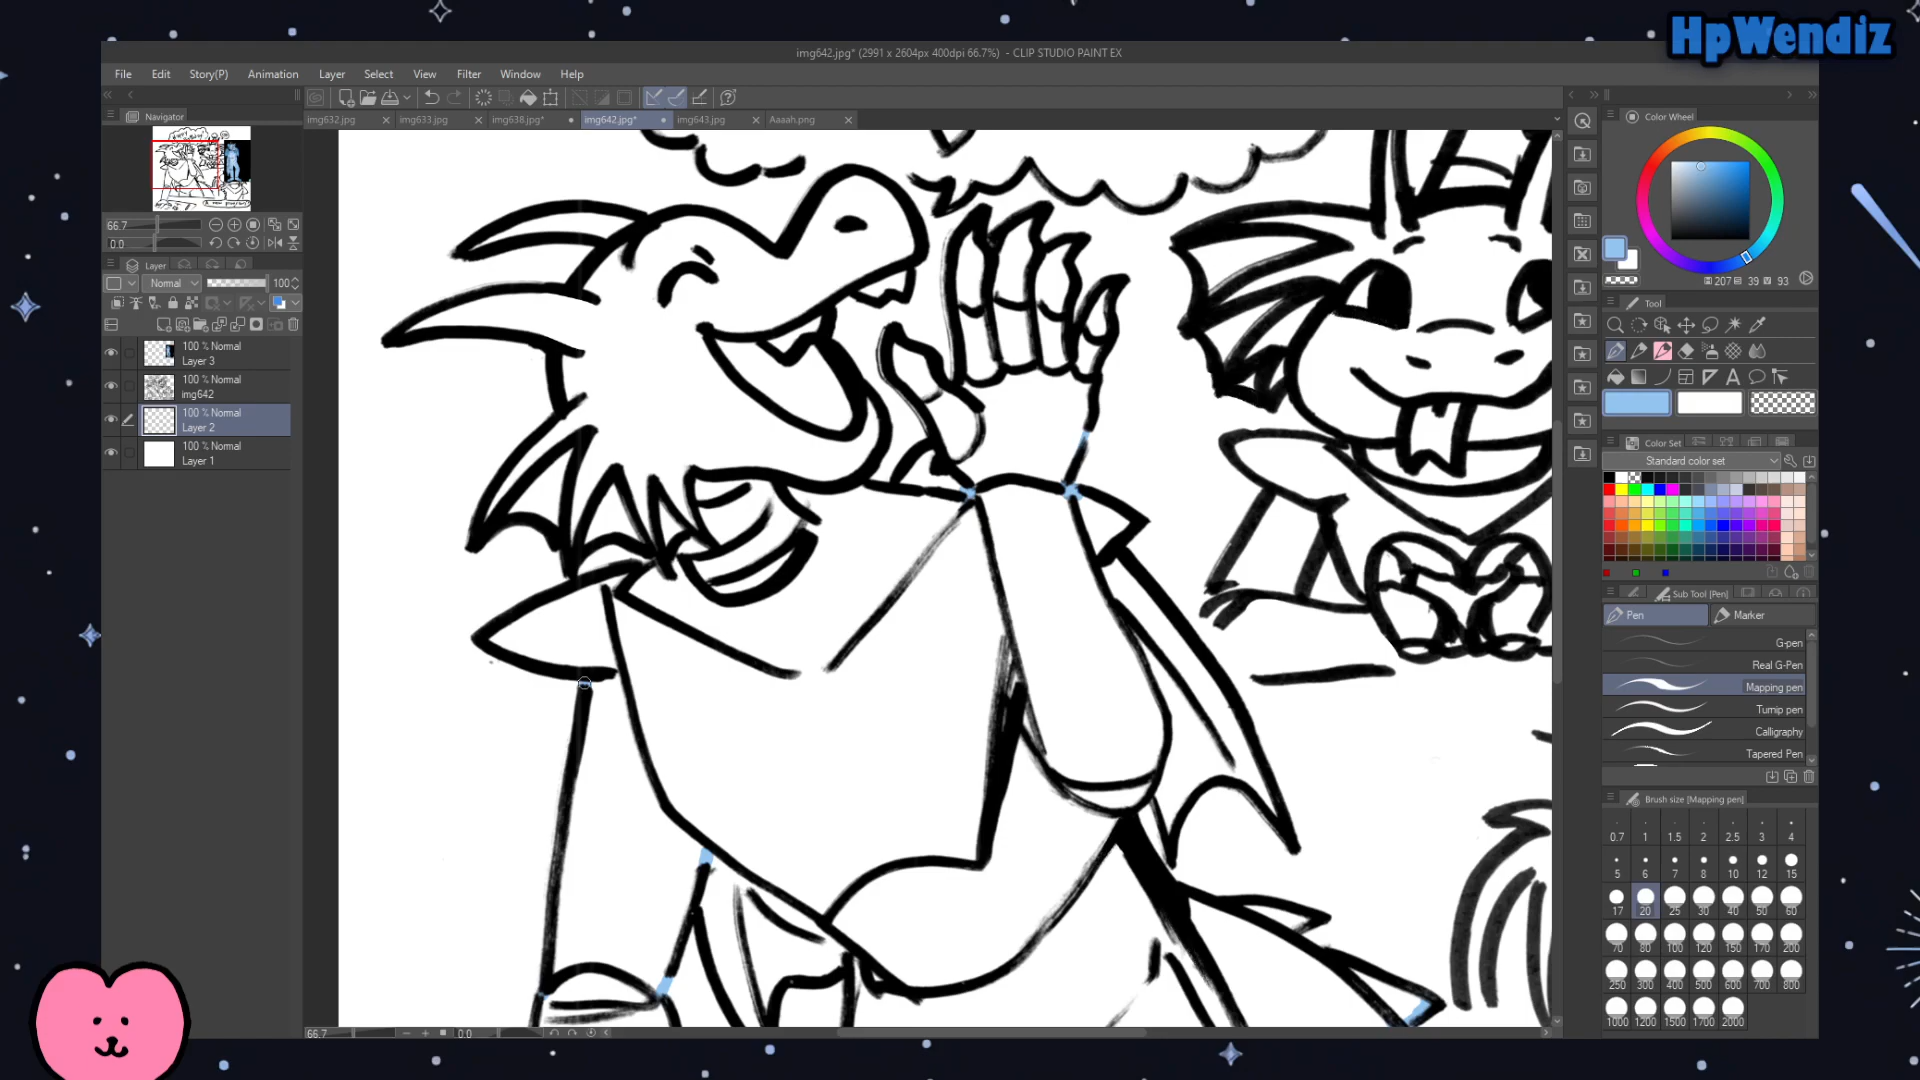 HpWendiz
img642.jpg* (2991 x 2604px 400dpi 66.7%) - CLIP STUDIO PAINT EX
File Edit Story(P) Animation Layer Select View Filter Window Help
Navigator
img632.jpg img633.jpg img638.jpg* img642.jpg* img643.jpg Aaaah.png
Color Wheel
66.7
0.0
207 39 93
Layer
Tool
Normal 100
100 % Normal
Layer 3
100 % Normal
img642
100 % Normal
Layer 2
100 % Normal
Layer 1
Color Set
Standard color set
Sub Tool [Pen]
Pen Marker
G-pen
Real G-Pen
Mapping pen
Turnip pen
Calligraphy
Tapered Pen
Brush size [Mapping pen]
0.7 1 1.5 2 2.5 3 4
5 6 7 8 10 12 15
17 20 25 30 40 50 60
70 80 100 120 150 170 200
250 300 400 500 600 700 800
1000 1200 1500 1700 2000
66.7 0.0